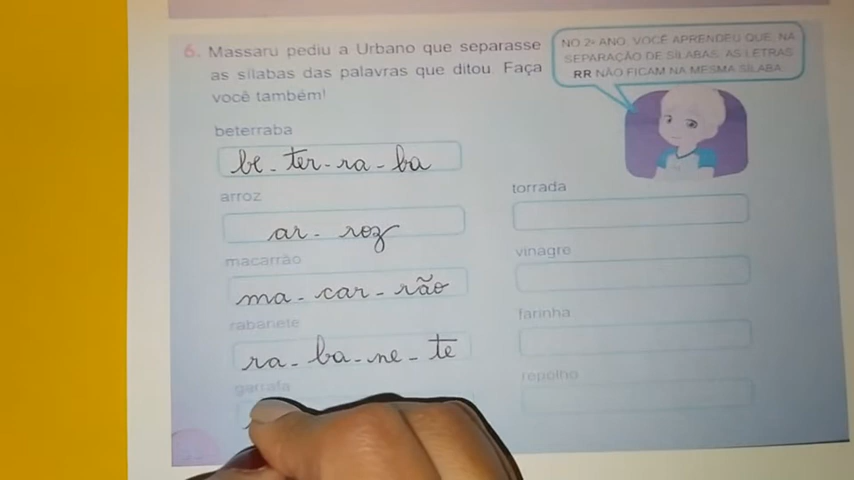 6. Massaru pediu a Urbano que separasse
as sílabas das palavras que ditou. Faça
você também!
NO 2º ANO, VOCÊ APRENDEU QUE, NA
SEPARAÇÃO DE SÍLABAS, AS LETRAS
RR NÃO FICAM NA MESMA SÍLABA.
beterraba
be - ter - ra - ba
arroz
ar - roz
macarrão
ma - car - rão
rabanete
ra - ba - ne - te
garrafa
torrada
vinagre
farinha
repolho